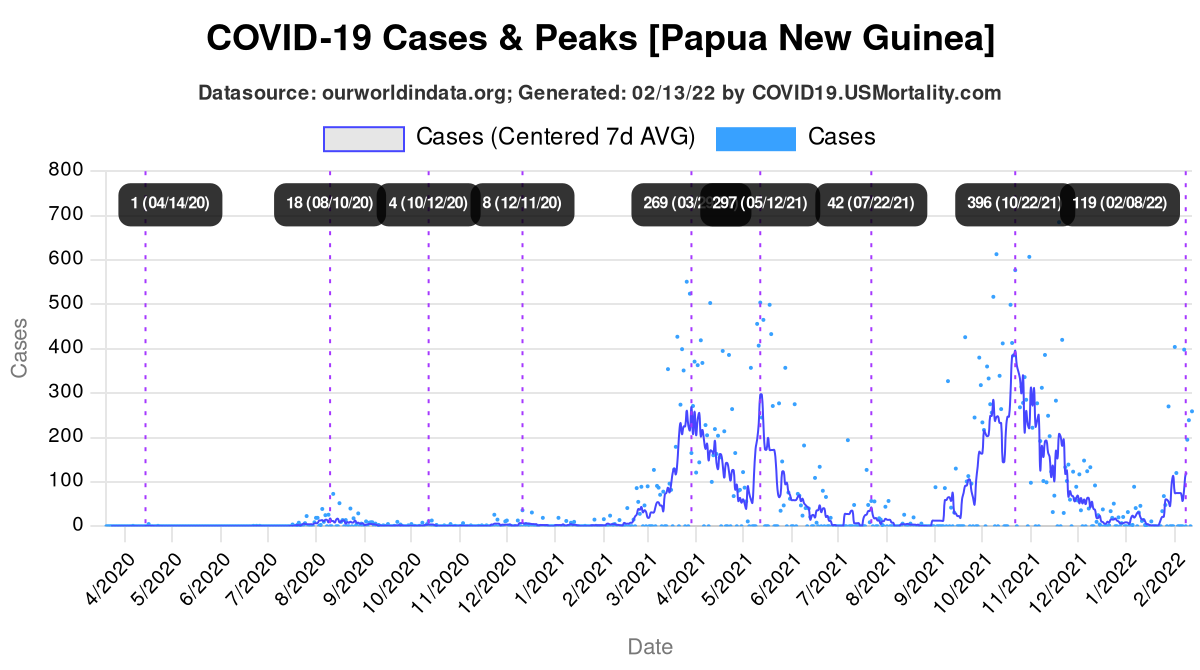 COVID-19 Cases & Peaks [Papua New Guinea]
Datasource: ourworldindata.org; Generated: 02/13/22 by COVID19.USMortality.com
Cases (Centered 7d AVG) Cases
800
700
600
500
400
300
200
100
0
Cases
1 (04/14/20) 18 (08/10/20) 4 (10/12/20) 8 (12/11/20) 269 (03/ 297 (05/12/21) 42 (07/22/21) 396 (10/22/21) 119 (02/08/22)
4/2020 5/2020 6/2020 7/2020 8/2020 9/2020 10/2020 11/2020 12/2020 1/2021 2/2021 3/2021 4/2021 5/2021 6/2021 7/2021 8/2021 9/2021 10/2021 11/2021 12/2021 1/2022 2/2022
Date